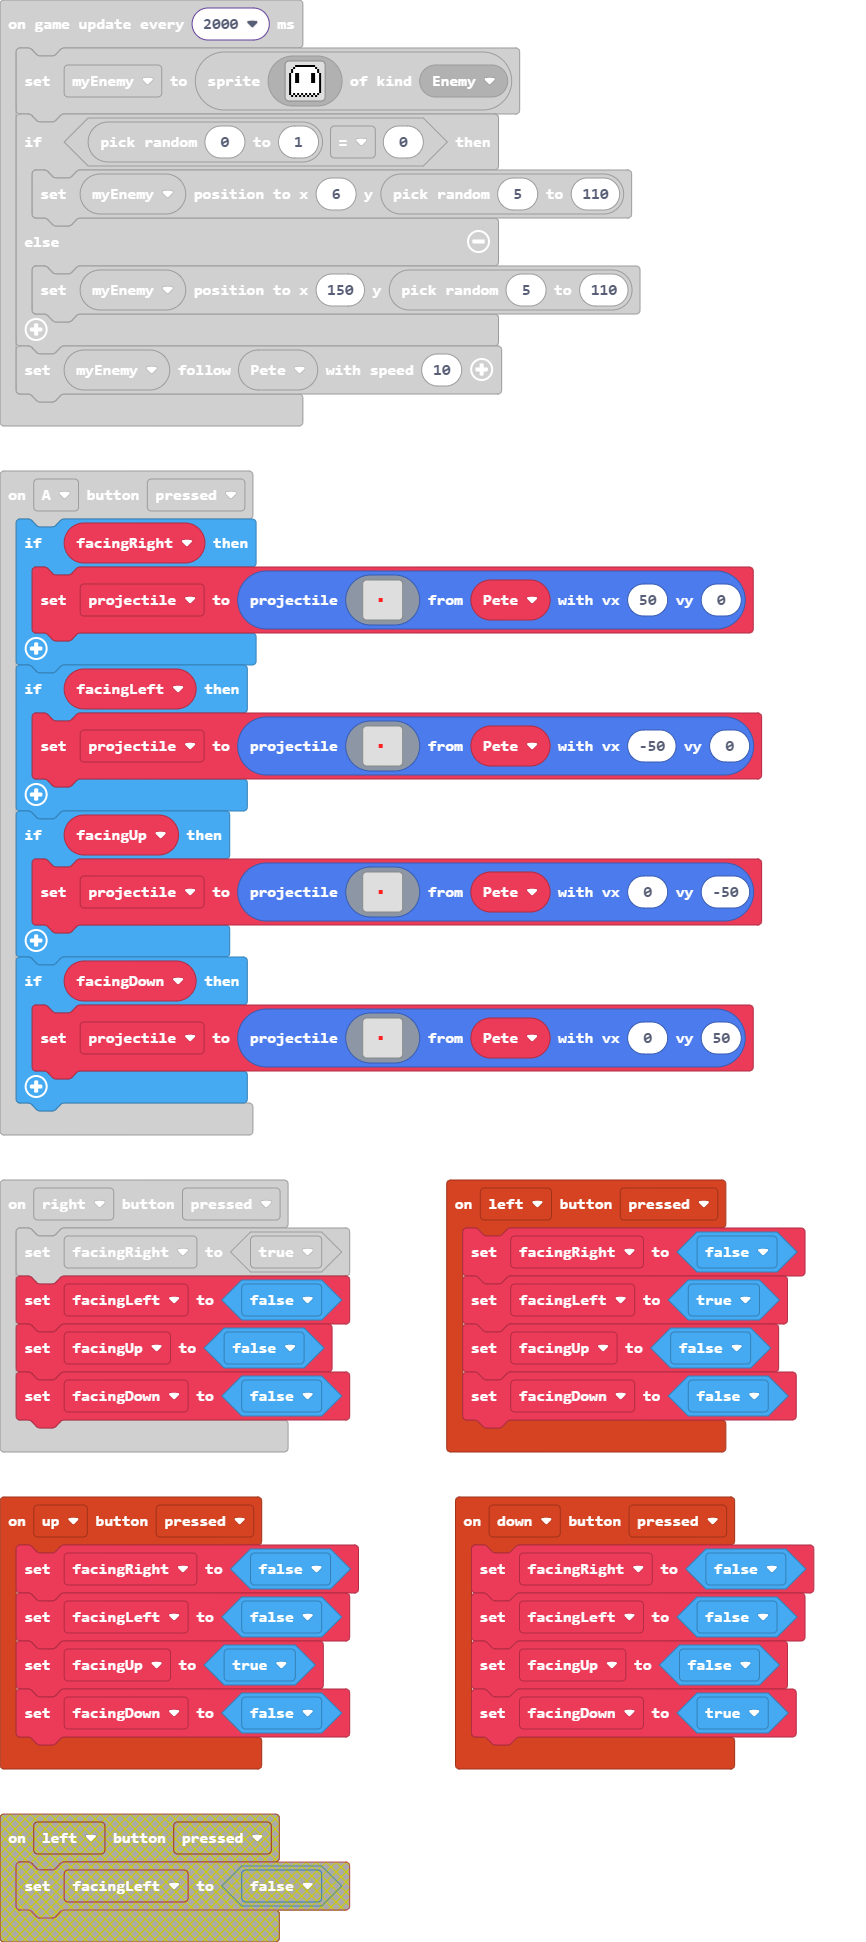 on game update every 2000 ms
set myEnemy to sprite of kind Enemy
if pick random 0 to 1 = 0 then
set myEnemy position to x 6 y pick random 5 to 110
else
set myEnemy position to x 150 y pick random 5 to 110
set myEnemy follow Pete with speed 10
on A button pressed
if facingRight then
set projectile to projectile from Pete with vx 50 vy 0
if facingLeft then
set projectile to projectile from Pete with vx -50 vy 0
if facingUp then
set projectile to projectile from Pete with vx 0 vy -50
if facingDown then
set projectile to projectile from Pete with vx 0 vy 50
on right button pressed
set facingRight to true
set facingLeft to false
set facingUp to false
set facingDown to false
on left button pressed
set facingRight to false
set facingLeft to true
set facingUp to false
set facingDown to false
on up button pressed
set facingRight to false
set facingLeft to false
set facingUp to true
set facingDown to false
on down button pressed
set facingRight to false
set facingLeft to false
set facingUp to false
set facingDown to true
on left button pressed
set facingLeft to false